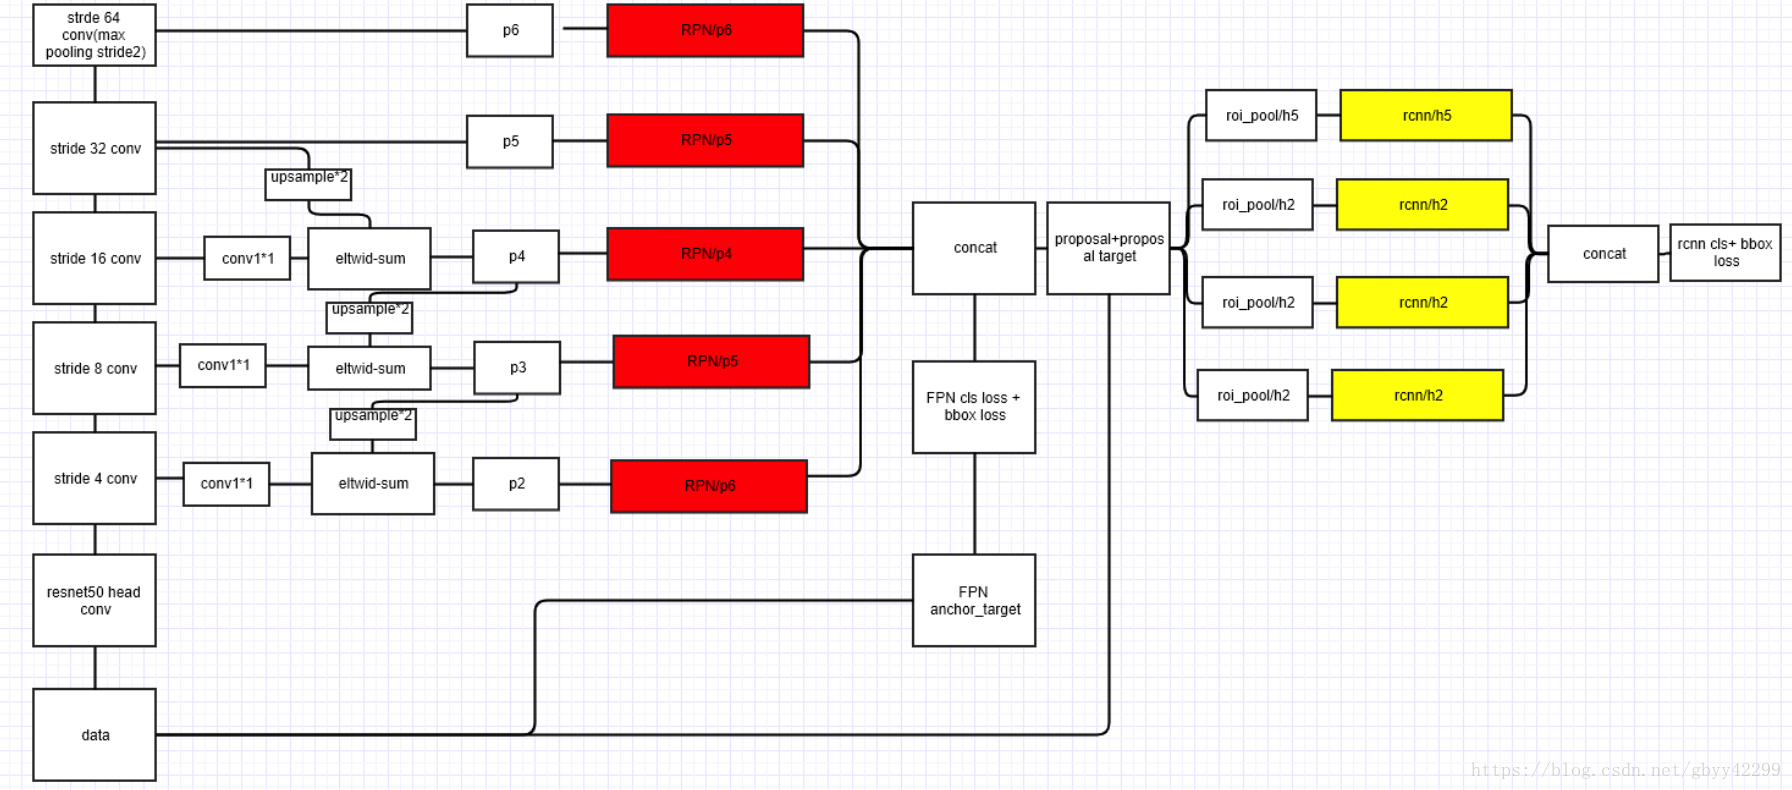 strde 64
conv(max
pooling stride2)
p6
RPN/p6
stride 32 conv
p5
RPN/p5
upsample*2
stride 16 conv
conv1*1
eltwid-sum
p4
RPN/p4
upsample*2
stride 8 conv
conv1*1
eltwid-sum
p3
RPN/p5
upsample*2
stride 4 conv
conv1*1
eltwid-sum
p2
RPN/p6
resnet50 head
conv
data
concat
FPN cls loss +
bbox loss
FPN
anchor_target
proposal+propos
al target
roi_pool/h5
rcnn/h5
roi_pool/h2
rcnn/h2
roi_pool/h2
rcnn/h2
roi_pool/h2
rcnn/h2
concat
rcnn cls+ bbox
loss
https://blog.csdn.net/gbyy42299